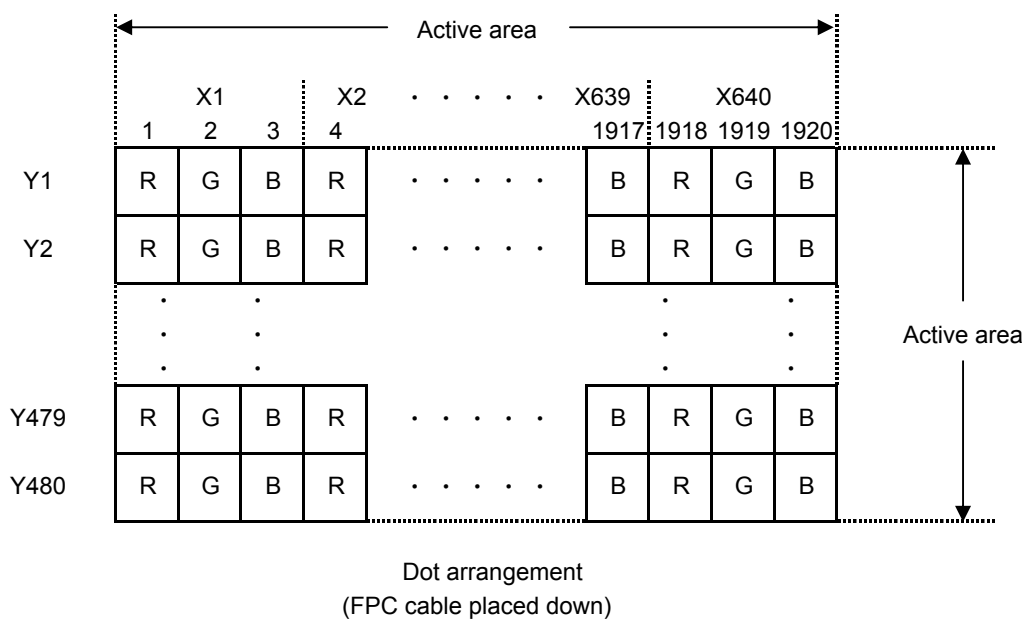 Active area
X1 X2 ・ ・ ・ ・ ・ X639 X640
1 2 3 4 1917 1918 1919 1920
Y1 R G B R ・ ・ ・ ・ ・ B R G B
Y2 R G B R ・ ・ ・ ・ ・ B R G B
・ ・ ・ ・
・ ・ ・ ・
Active area
・ ・ ・ ・
Y479 R G B R ・ ・ ・ ・ ・ B R G B
Y480 R G B R ・ ・ ・ ・ ・ B R G B
Dot arrangement
(FPC cable placed down)